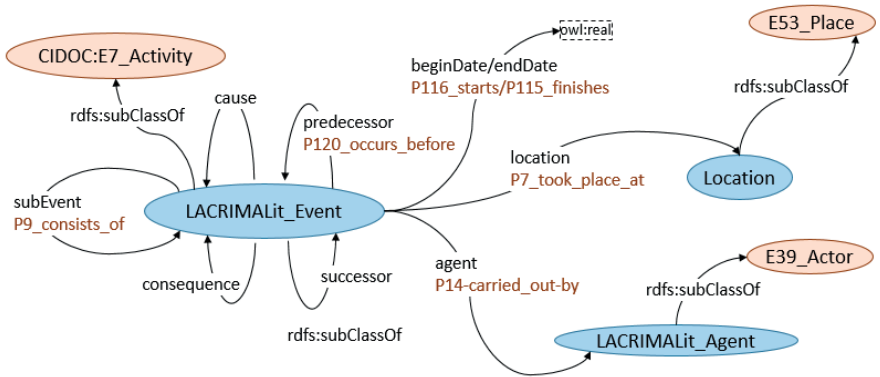 E53_Place
owl:real
CIDOC:E7_Activity
beginDate/endDate
P116_starts/P115_finishes
rdfs:subClassOf
cause
rdfs:subClassOf
predecessor
P120_occurs_before
location
P7_took_place_at
Location
subEvent
P9_consists_of
LACRIMALit_Event
E39_Actor
agent
P14-carried_out-by
successor
consequence
rdfs:subClassOf
rdfs:subClassOf
LACRIMALit_Agent